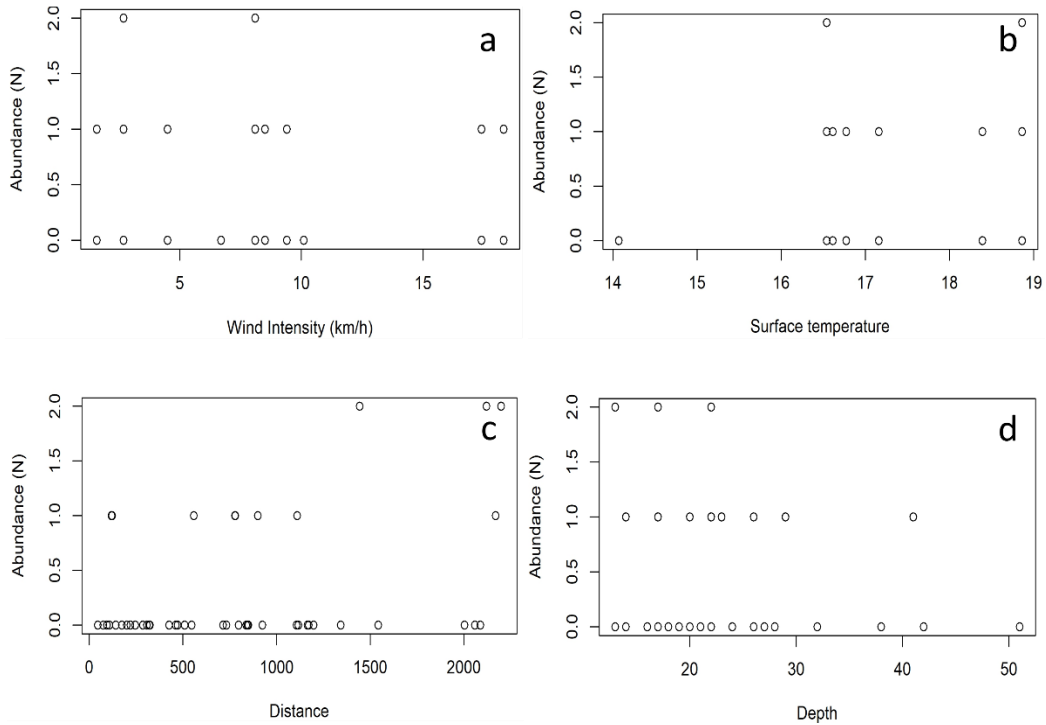 a
Abundance (N)
0.0 0.5 1.0 1.5 2.0
5 10 15
Wind Intensity (km/h)
b
Abundance (N)
0.0 0.5 1.0 1.5 2.0
14 15 16 17 18 19
Surface temperature
c
Abundance (N)
0.0 0.5 1.0 1.5 2.0
0 500 1000 1500 2000
Distance
d
Abundance (N)
0.0 0.5 1.0 1.5 2.0
20 30 40 50
Depth